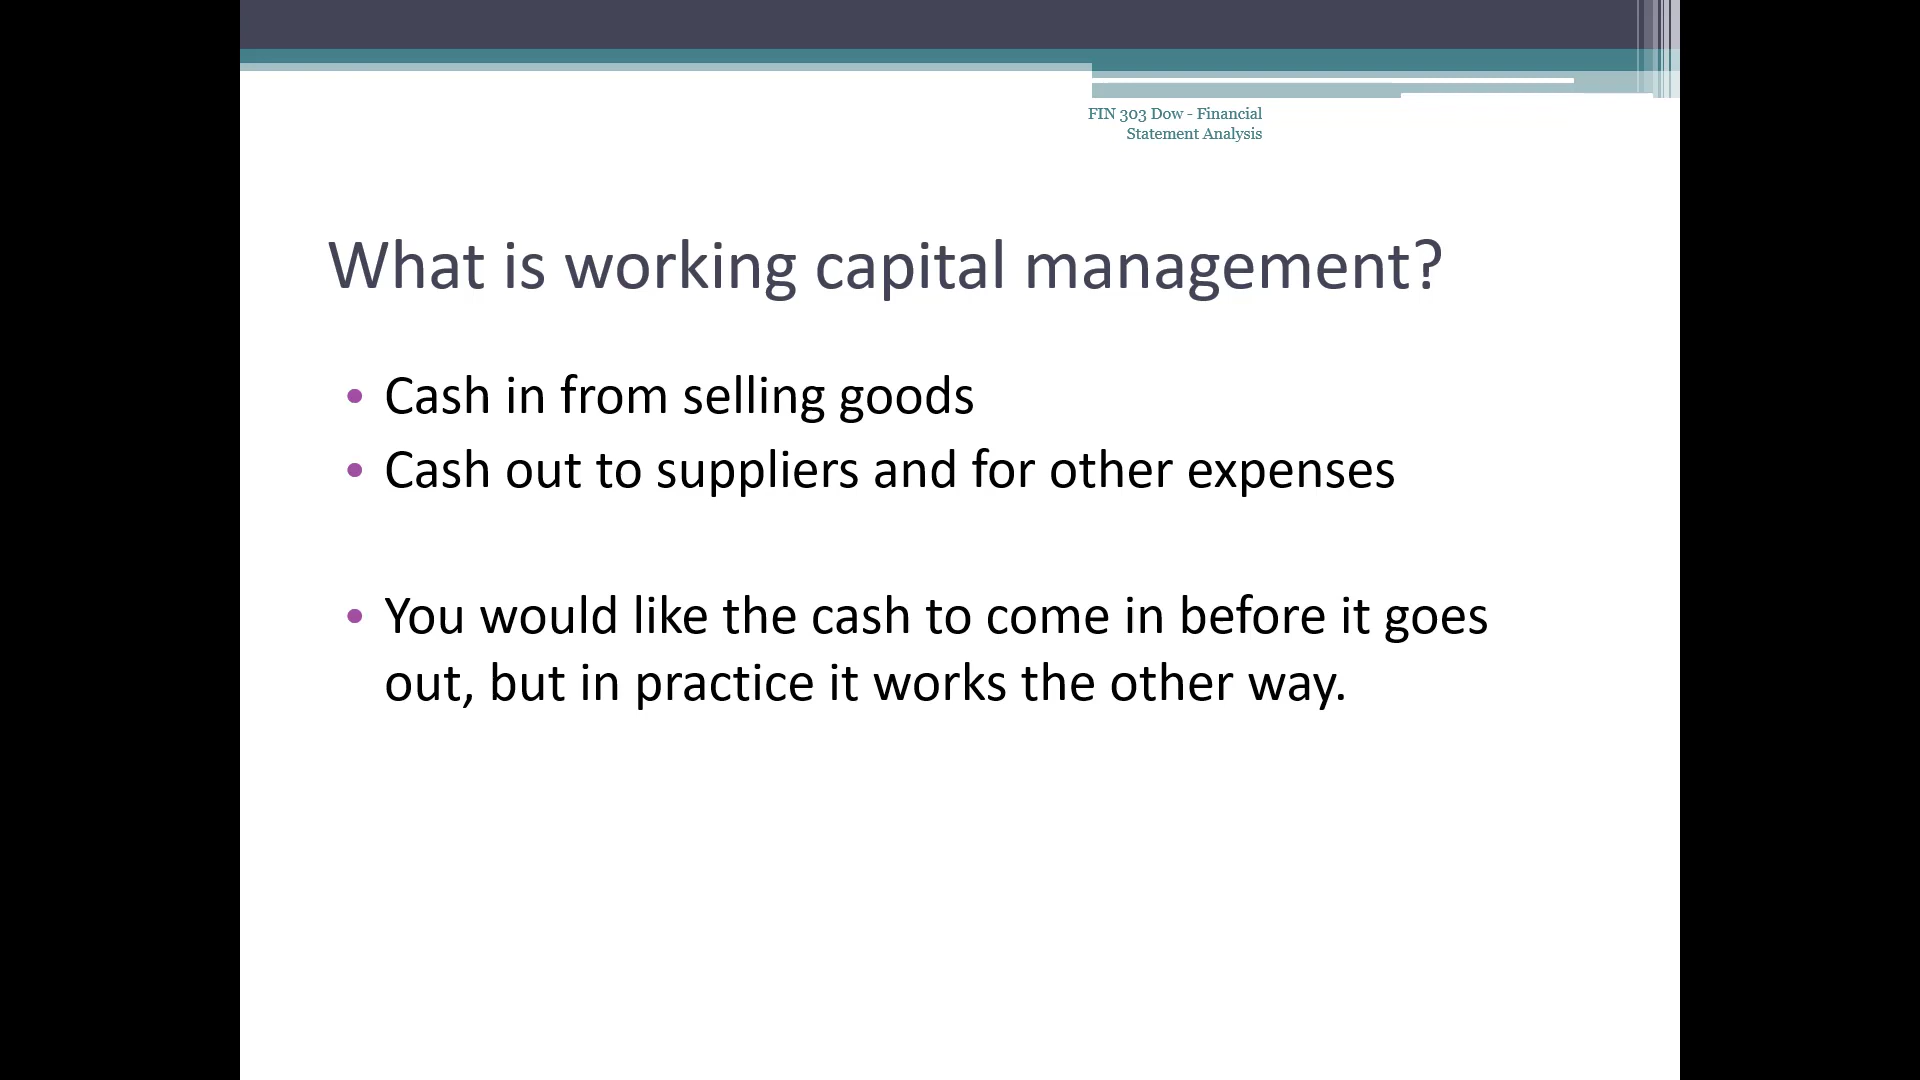 FIN 303 Dow - Financial
Statement Analysis
What is working capital management?
• Cash in from selling goods
• Cash out to suppliers and for other expenses
• You would like the cash to come in before it goes
out, but in practice it works the other way.